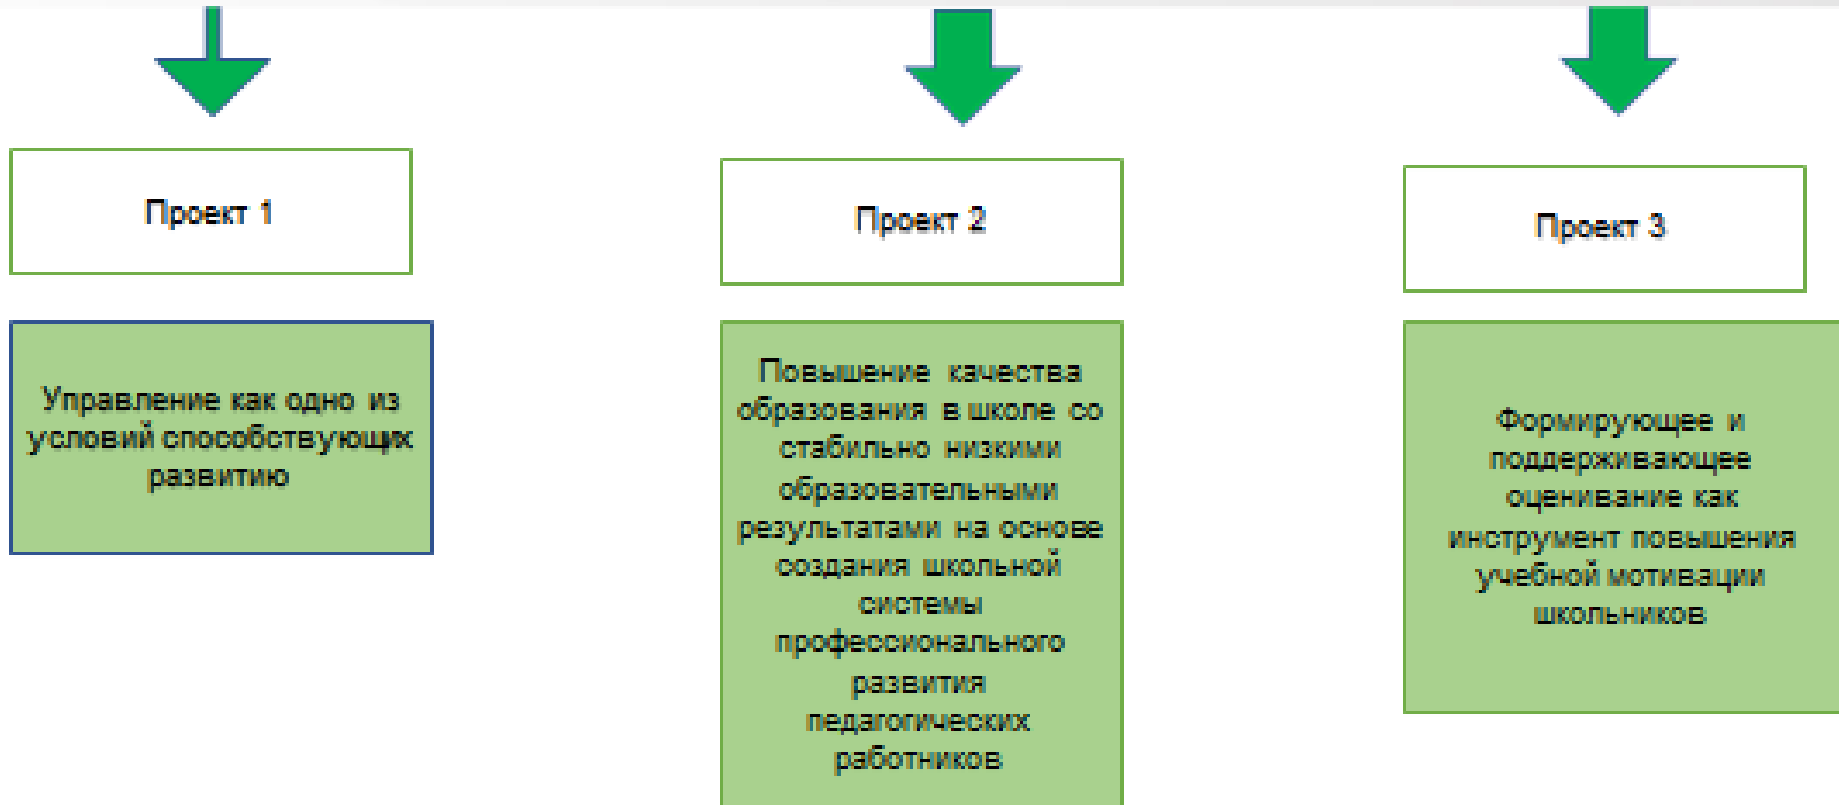 Проект 1
Проект 2
Проект 3
Управление как одно из
условий способствующих
развитию
Повышение качества
образования в школе со
стабильно низкими
образовательными
результатами на основе
создания школьной
системы
профессионального
развития
педагогических
работников
Формирующее и
поддерживающее
оценивание как
инструмент повышения
учебной мотивации
школьников